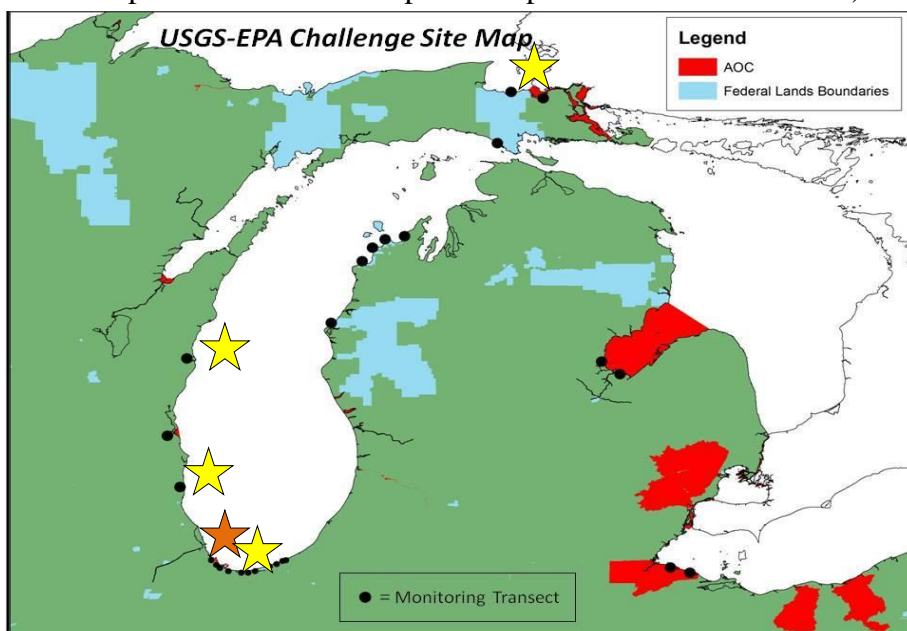 USGS-EPA Challenge Site Map
Legend
AOC
Federal Lands Boundaries
● = Monitoring Transect